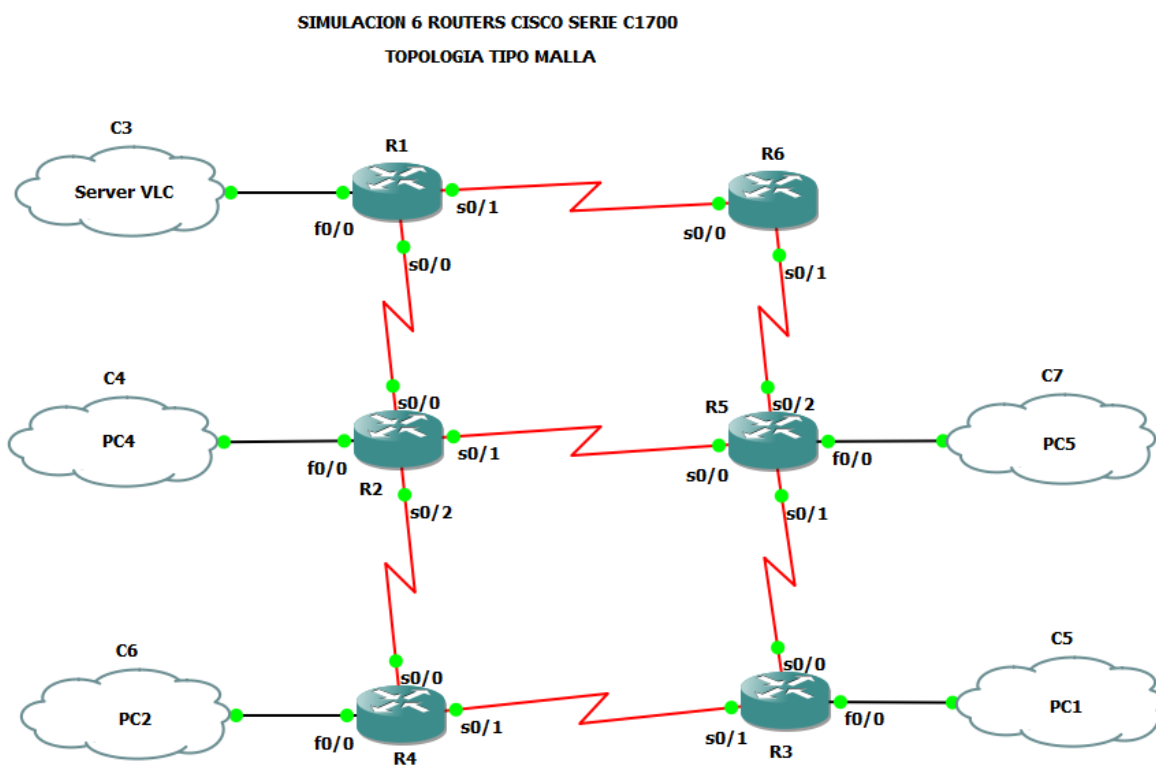 SIMULACION 6 ROUTERS CISCO SERIE C1700
TOPOLOGIA TIPO MALLA
C3
R1
R6
Server VLC
f0/0
s0/1
s0/0
s0/0
s0/1
C4
C7
s0/0
R5
s0/2
PC4
f0/0
s0/1
s0/0
f0/0
PC5
R2
s0/2
s0/1
C6
C5
s0/0
s0/0
PC2
f0/0
s0/1
s0/1
f0/0
PC1
R4
R3